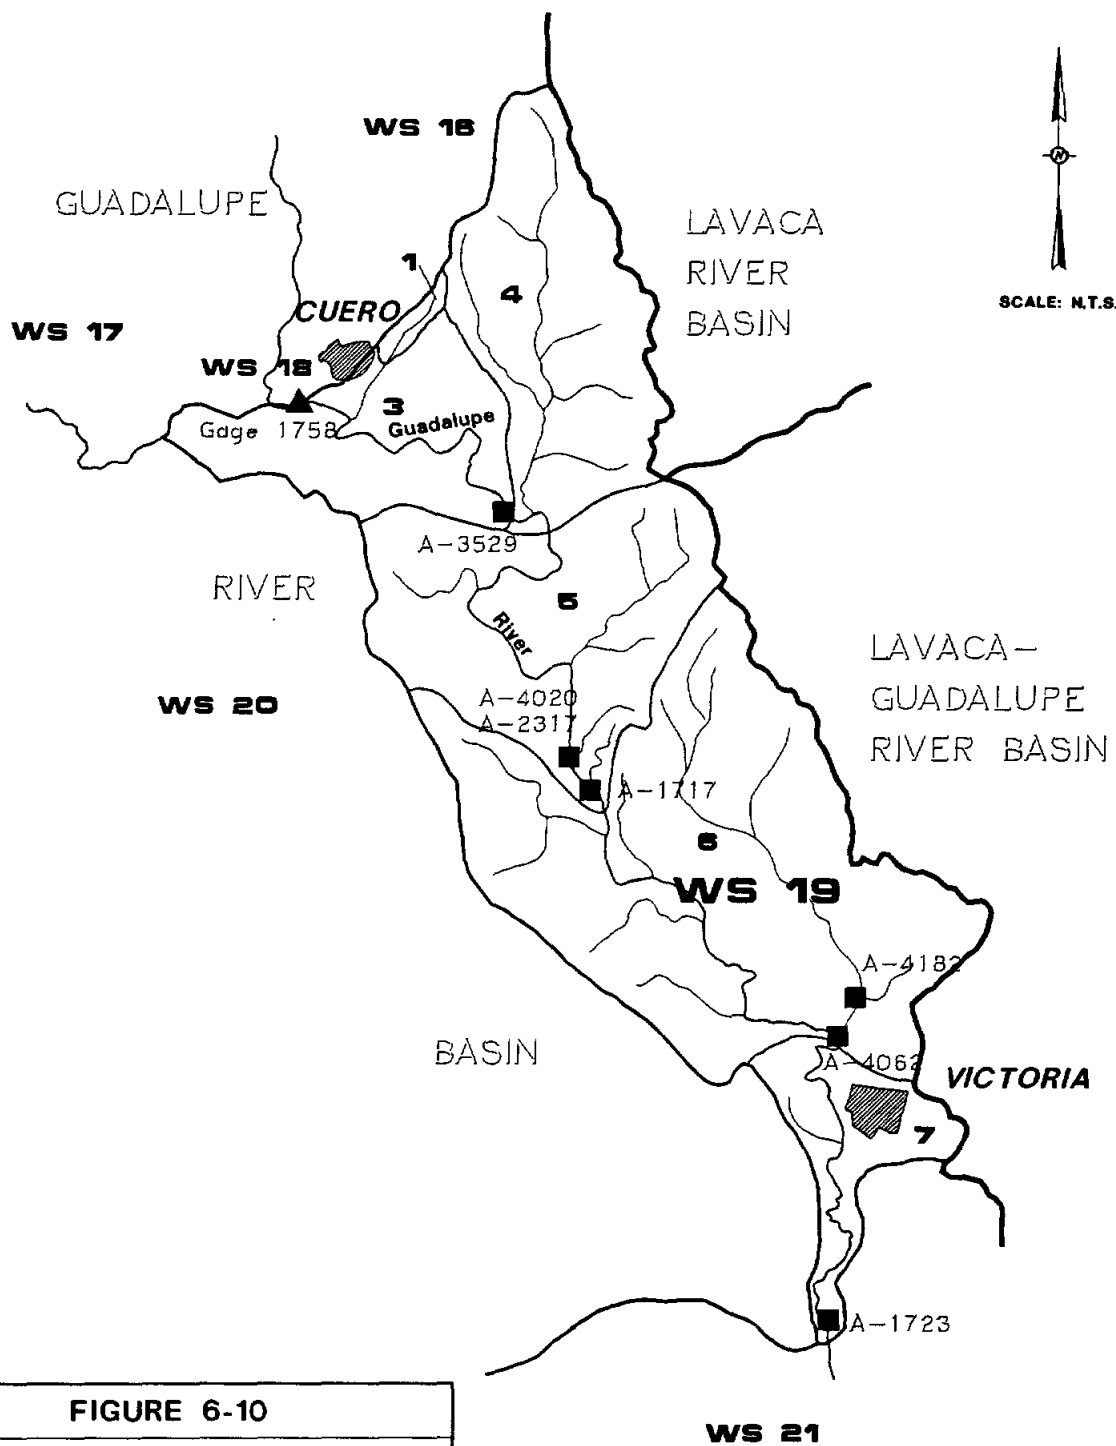 WS 16
GUADALUPE
LAVACA
RIVER
BASIN
N
SCALE: N.T.S.
1
4
CUERO
WS 17
WS 18
3
Guadalupe
Gage 1758
A-3529
RIVER
5
River
LAVACA-
GUADALUPE
RIVER BASIN
WS 20
A-4020
A-2317
A-1717
6
WS 19
A-4182
BASIN
A-4062
VICTORIA
7
A-1723
FIGURE 6-10
WS 21